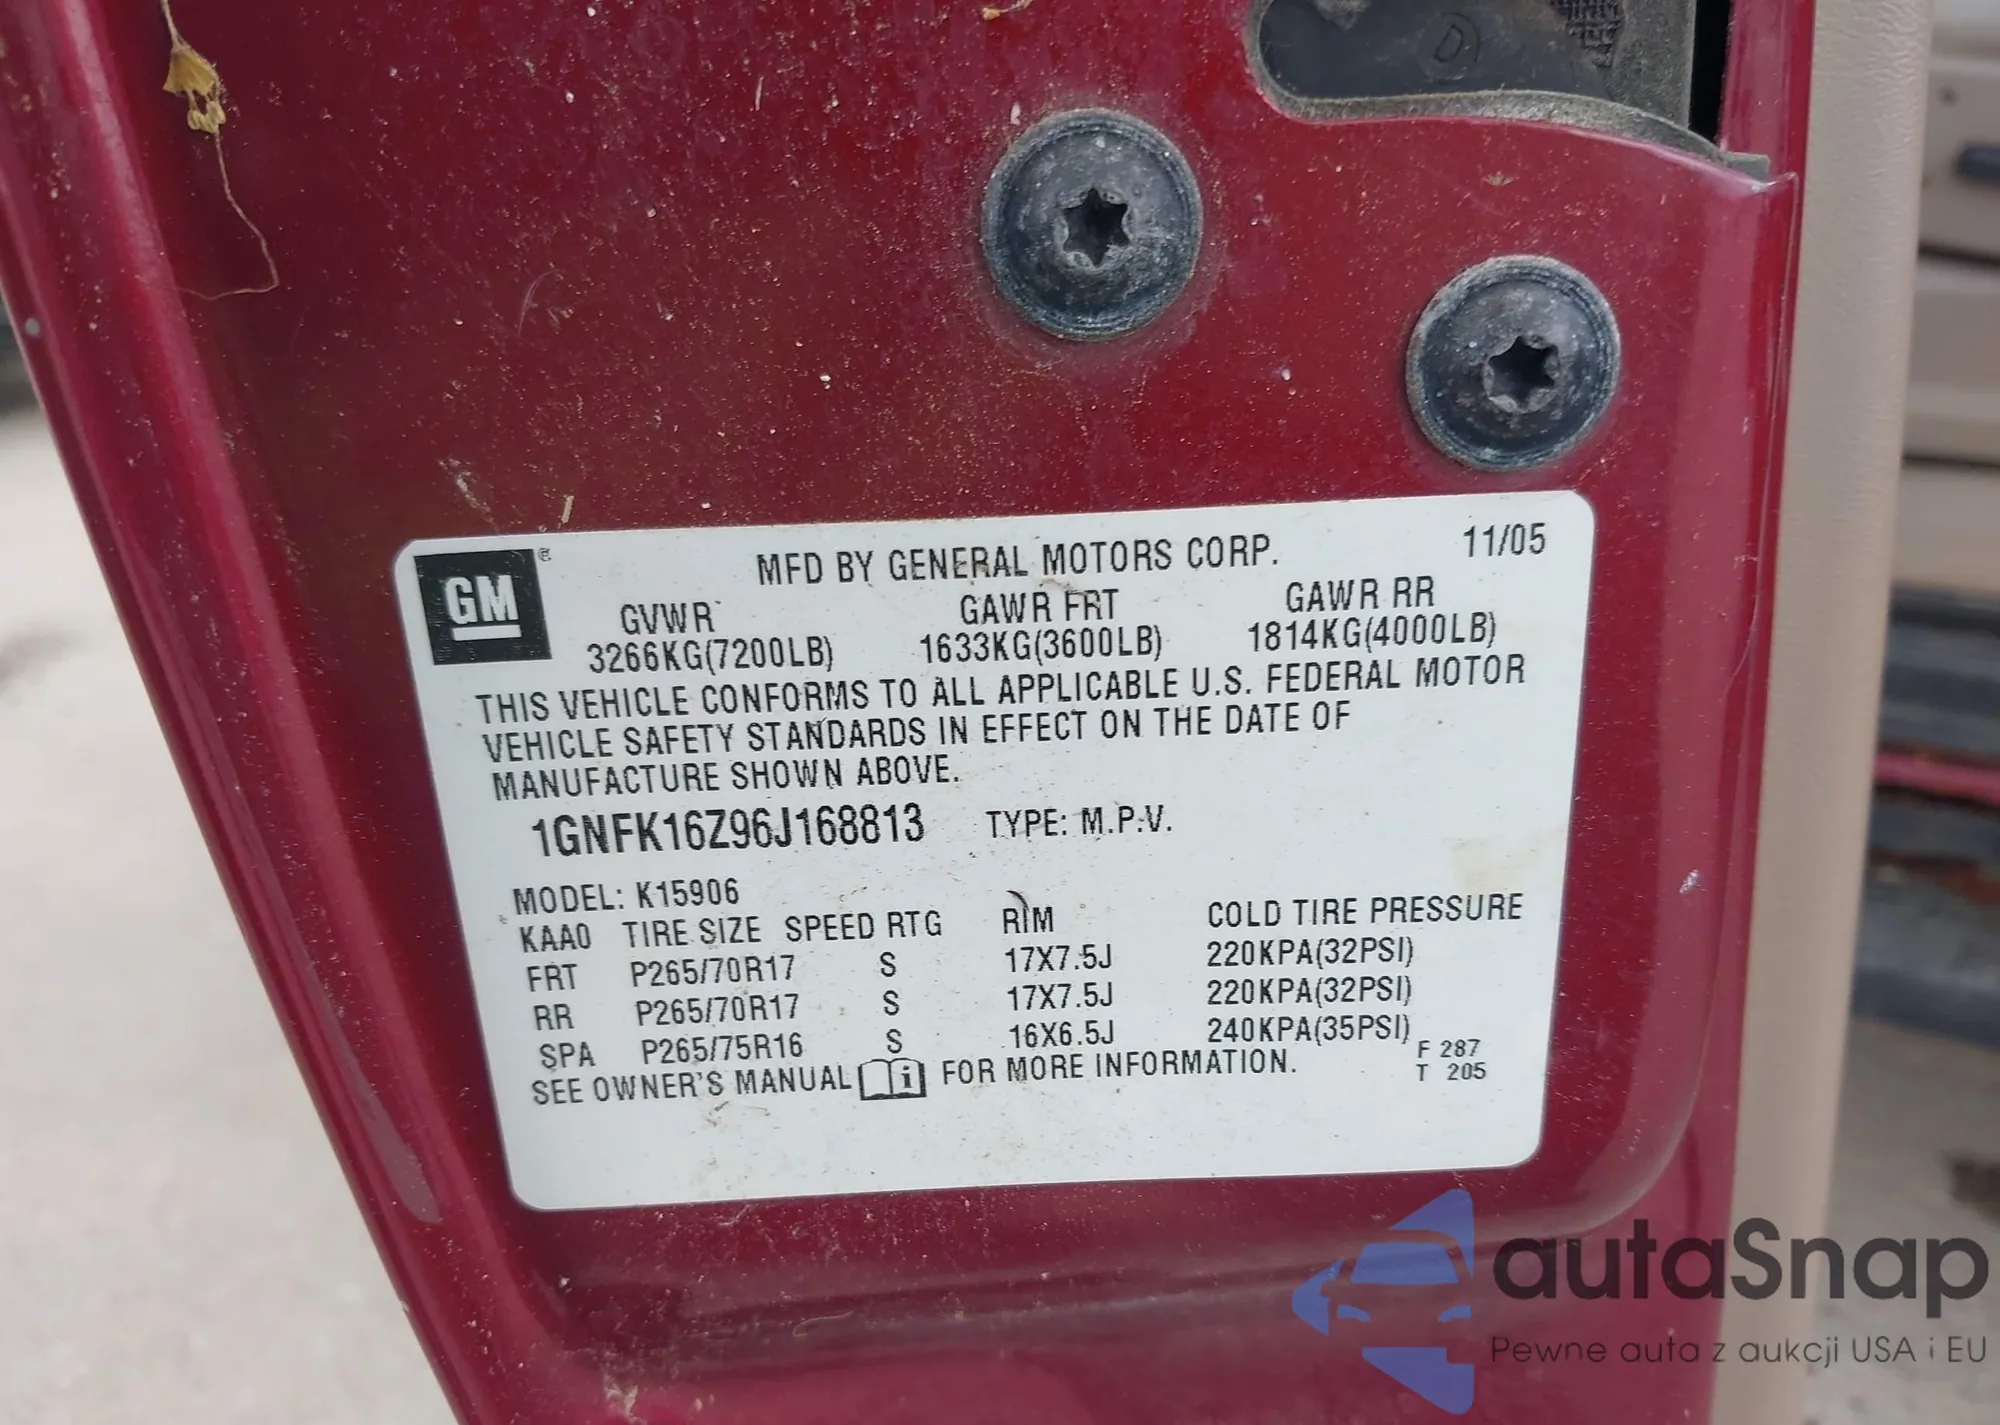 D
GM ®
MFD BY GENERAL MOTORS CORP. 11/05
GVWR GAWR FRT GAWR RR
3266KG(7200LB) 1633KG(3600LB) 1814KG(4000LB)
THIS VEHICLE CONFORMS TO ALL APPLICABLE U.S. FEDERAL MOTOR
VEHICLE SAFETY STANDARDS IN EFFECT ON THE DATE OF
MANUFACTURE SHOWN ABOVE.
1GNFK16Z96J168813 TYPE: M.P.V.
MODEL: K15906
KAA0 TIRE SIZE SPEED RTG RIM COLD TIRE PRESSURE
FRT P265/70R17 S 17X7.5J 220KPA(32PSI)
RR P265/70R17 S 17X7.5J 220KPA(32PSI)
SPA P265/75R16 S 16X6.5J 240KPA(35PSI)
SEE OWNER'S MANUAL i FOR MORE INFORMATION.
F 287
T 205
autaSnap
Pewne auta z aukcji USA i EU